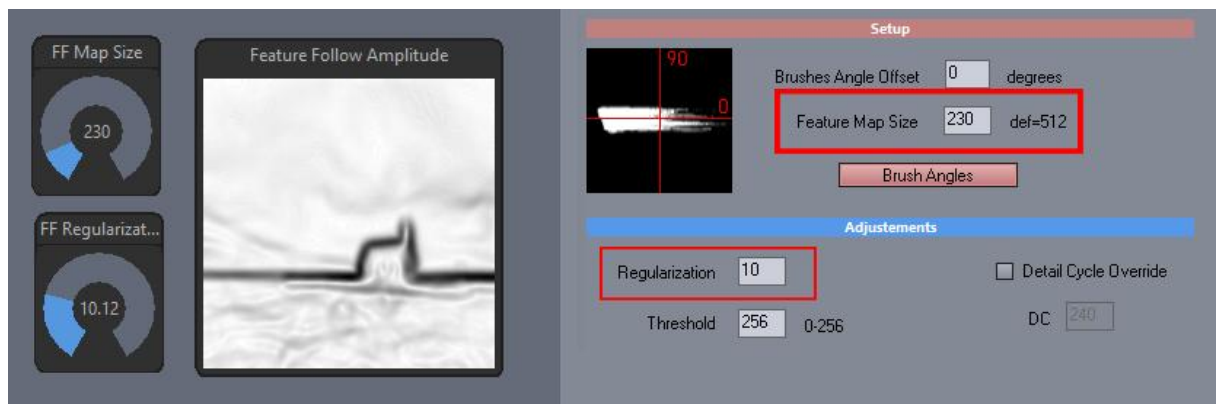 FF Map Size
230
FF Regularizat...
10.12
Feature Follow Amplitude
Setup
90
0
Brushes Angle Offset 0 degrees
Feature Map Size 230 def=512
Brush Angles
Adjustements
Regularization 10
Detail Cycle Override
Threshold 256 0-256
DC 240